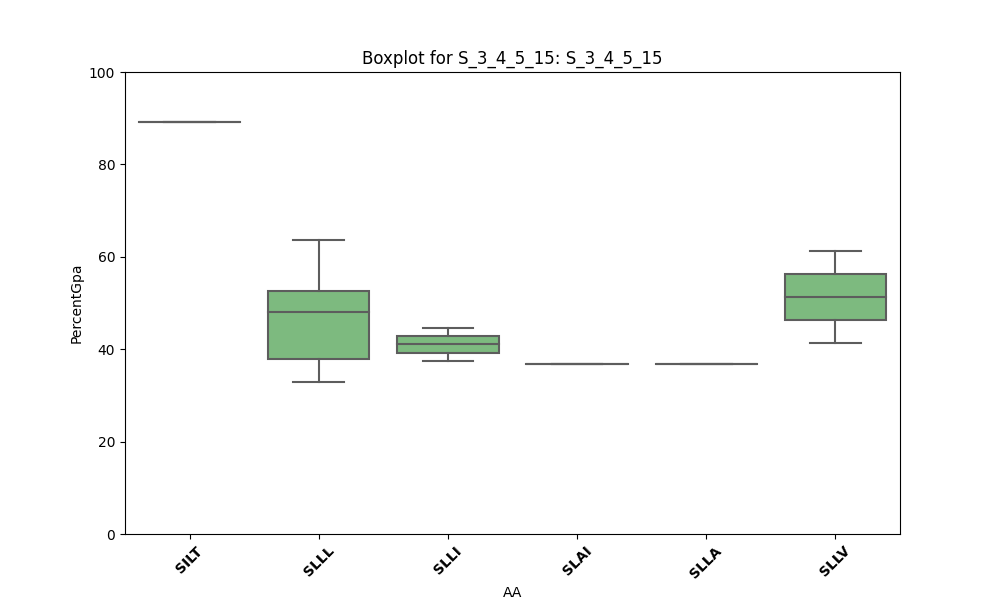 Boxplot for S_3_4_5_15: S_3_4_5_15
100
80
60
40
20
0
PercentGpa
SILT
SLLL
SLLI
SLAI
SLLA
SLLV
AA